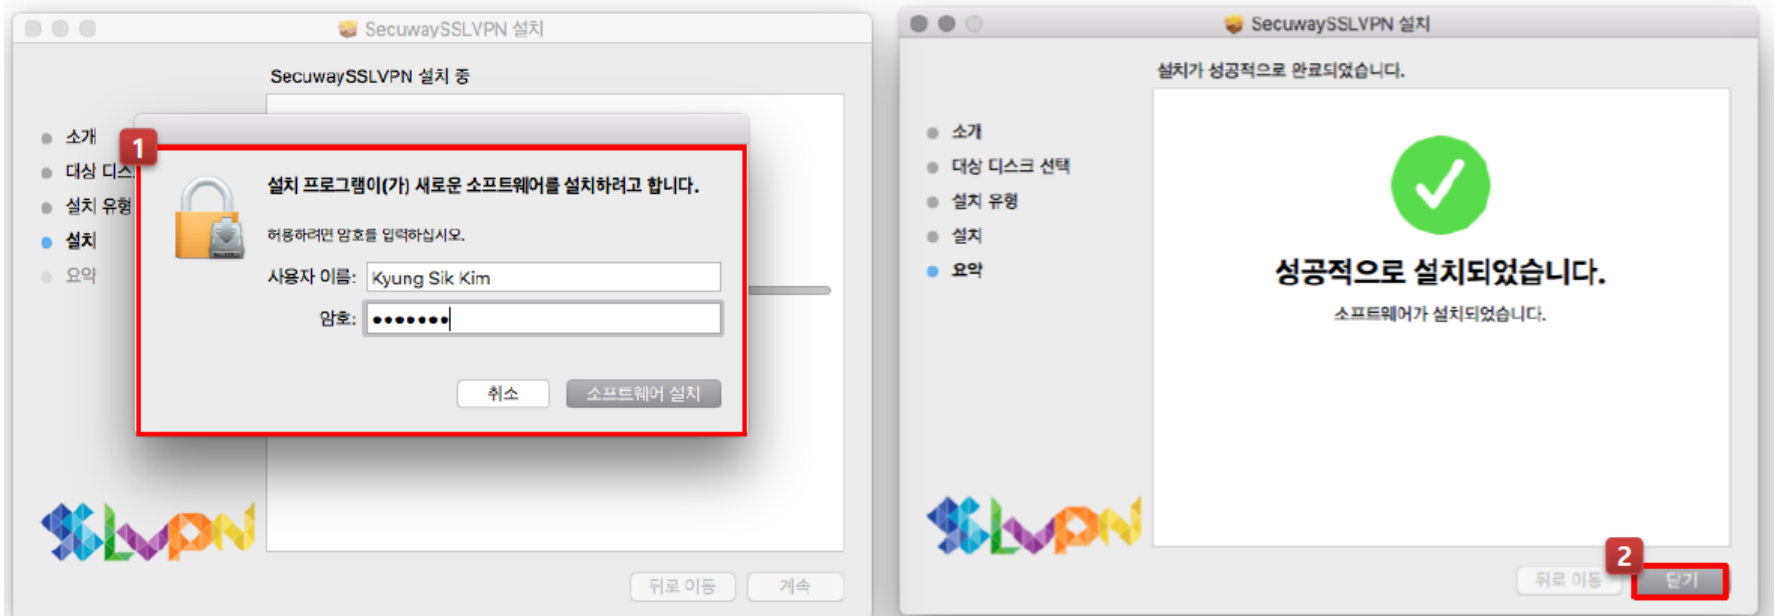 SecuwaySSLVPN 설치
SecuwaySSLVPN 설치 중
소개
대상 디스
설치 유형
설치
요약
1
설치 프로그램이(가) 새로운 소프트웨어를 설치하려고 합니다.
허용하려면 암호를 입력하십시오.
사용자 이름: Kyung Sik Kim
암호: •••••••
취소 소프트웨어 설치
SSLVPN
뒤로 이동 계속
SecuwaySSLVPN 설치
설치가 성공적으로 완료되었습니다.
소개
대상 디스크 선택
설치 유형
설치
요약
성공적으로 설치되었습니다.
소프트웨어가 설치되었습니다.
SSLVPN
2
뒤로 이동 닫기